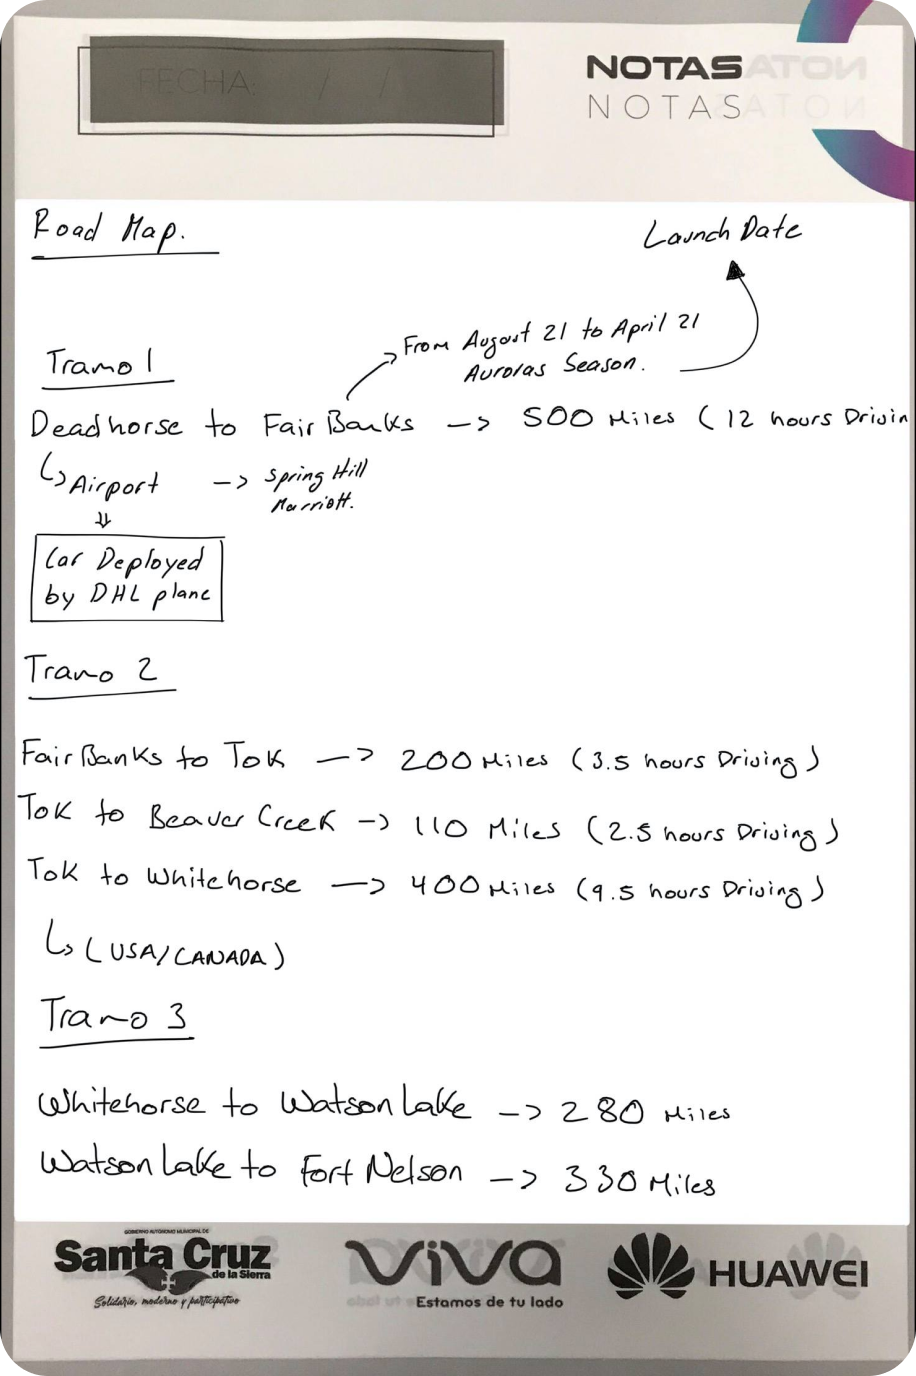 FECHA: / /
NOTAS
NOTAS
Road Map.
Launch Date
From August 21 to April 21
Auroras Season.
Tramo 1
Deadhorse to FairBanks -> 500 Miles (12 hours Drivin
↳ Airport -> Spring Hill
Marriott.
⇓
Car Deployed
by DHL plane
Tramo 2
FairBanks to Tok -> 200 Miles (3.5 hours Driving)
Tok to Beaver Creek -> 110 Miles (2.5 hours Driving)
Tok to Whitehorse -> 400 Miles (9.5 hours Driving)
↳ (USA/CANADA)
Tramo 3
Whitehorse to Watson Lake -> 280 Miles
Watson Lake to Fort Nelson -> 330 Miles
GOBIERNO AUTÓNOMO MUNICIPAL DE
Santa Cruz
de la Sierra
Solidario, moderno y participativo
VIVA
Estamos de tu lado
HUAWEI